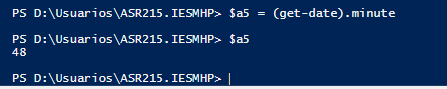 PS D:\Usuarios\ASR215.IESMHP> $a5 = (get-date).minute
PS D:\Usuarios\ASR215.IESMHP> $a5
48
PS D:\Usuarios\ASR215.IESMHP>